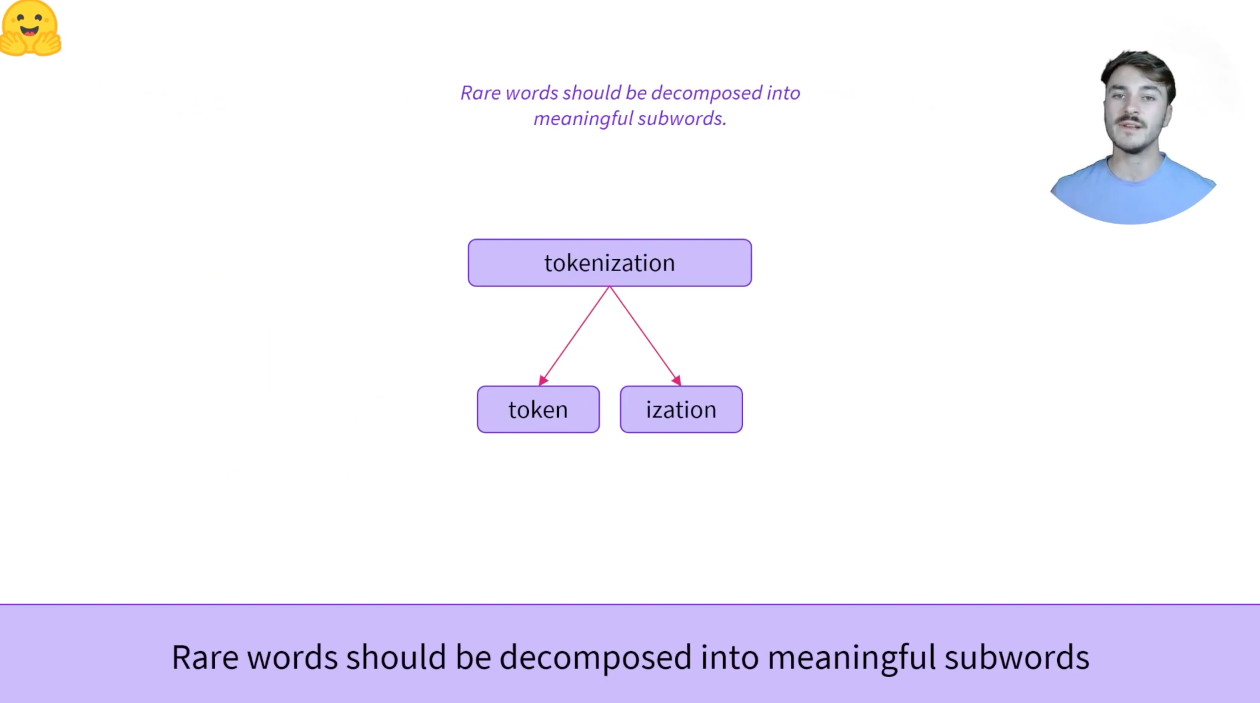 Rare words should be decomposed into
meaningful subwords.
tokenization
token
ization
Rare words should be decomposed into meaningful subwords